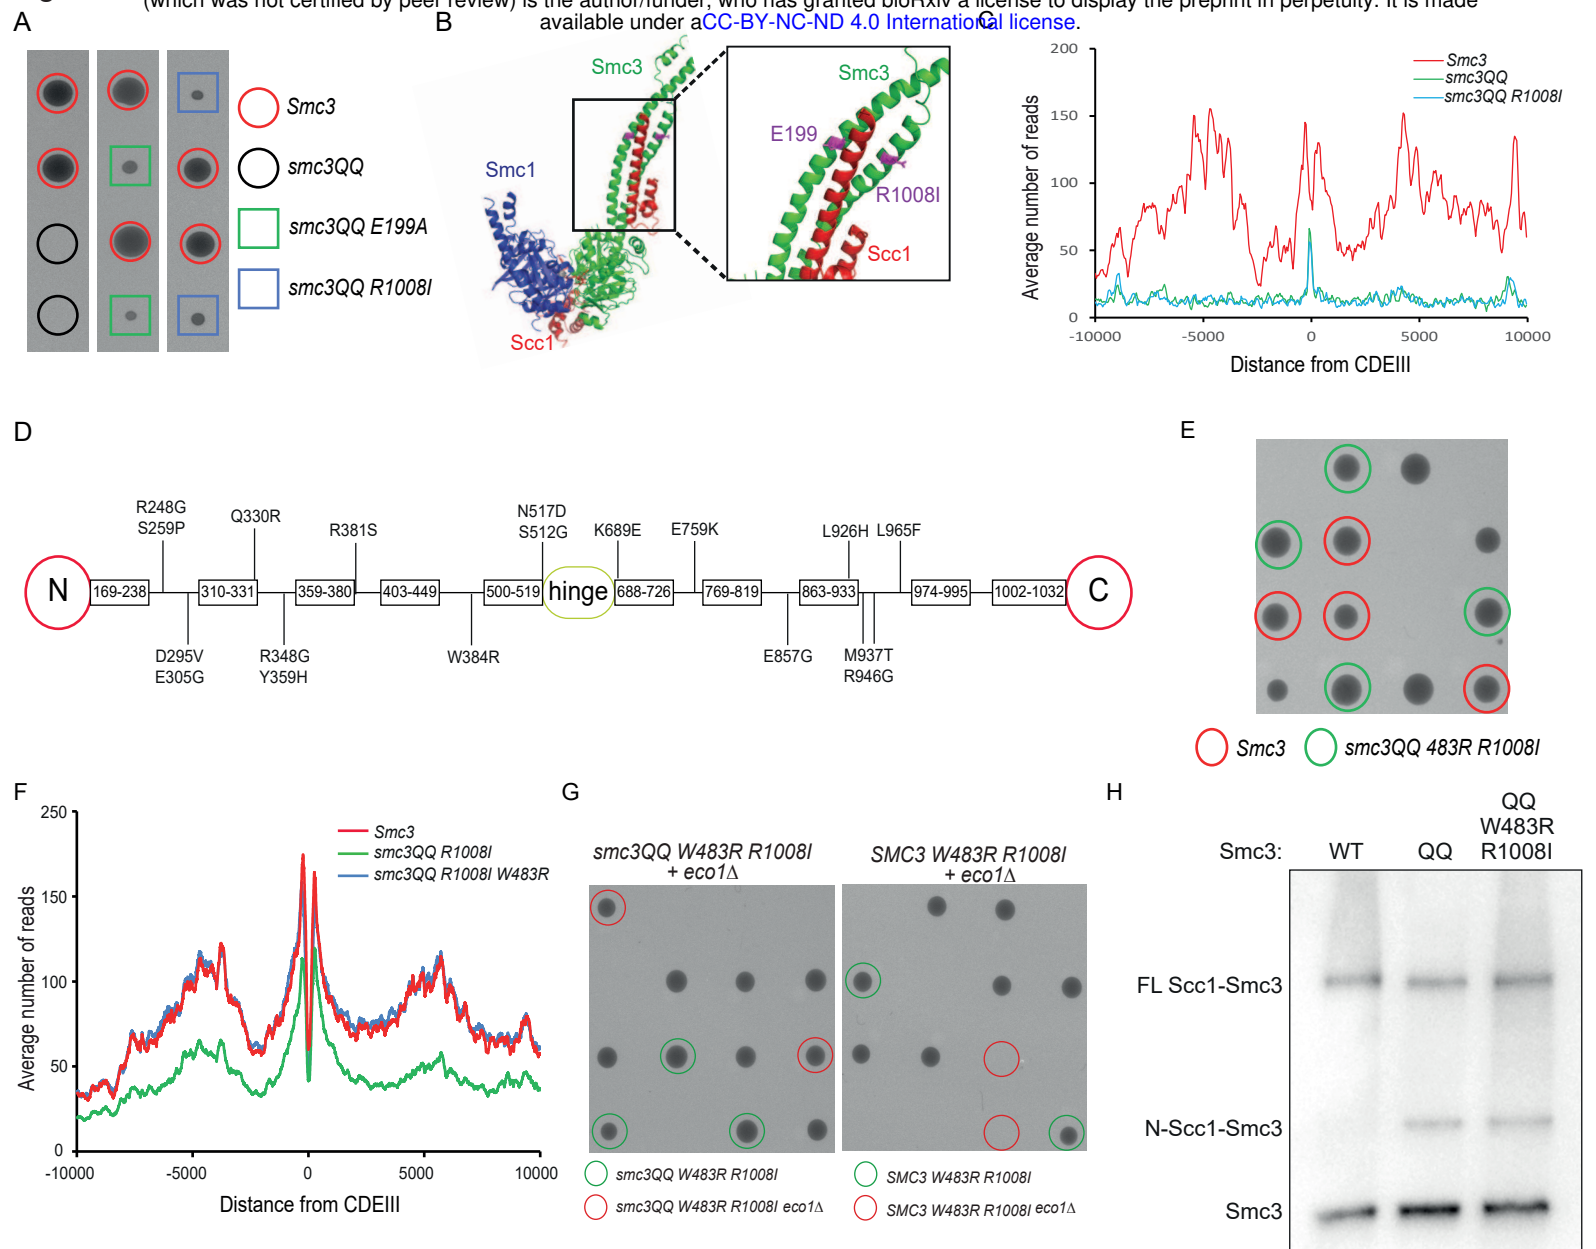 (which was not certified by peer review) is the author/funder, who has granted bioRxiv a license to display the preprint in perpetuity. It is made
available under aCC-BY-NC-ND 4.0 International license.
A
Smc3
smc3QQ
smc3QQ E199A
smc3QQ R1008I
B
Smc3
Smc1
Scc1
Smc3
E199
R1008I
Scc1
C
200
150
100
50
0
Average number of reads
-10000
-5000
0
5000
10000
Distance from CDEIII
Smc3
smc3QQ
smc3QQ R1008I
D
R248G
S259P
Q330R
R381S
N517D
S512G
K689E
E759K
L926H
L965F
N
169-238
310-331
359-380
403-449
500-519
hinge
688-726
769-819
863-933
974-995
1002-1032
C
D295V
E305G
R348G
Y359H
W384R
E857G
M937T
R946G
E
Smc3
smc3QQ 483R R1008I
F
250
150
100
50
0
Average number of reads
-10000
-5000
0
5000
10000
Distance from CDEIII
Smc3
smc3QQ R1008I
smc3QQ R1008I W483R
G
smc3QQ W483R R1008I
+ eco1Δ
SMC3 W483R R1008I
+ eco1Δ
smc3QQ W483R R1008I
smc3QQ W483R R1008I eco1Δ
SMC3 W483R R1008I
SMC3 W483R R1008I eco1Δ
H
Smc3:
WT
QQ
QQ
W483R
R1008I
FL Scc1-Smc3
N-Scc1-Smc3
Smc3